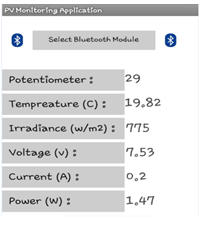 PV Monitoring Application
Select Bluetooth Module
Potentiometer : 29
Tempreature (C) : 19.82
Irradiance (w/m2) : 775
Voltage (v) : 7.53
Current (A) : 0.2
Power (W) : 1.47